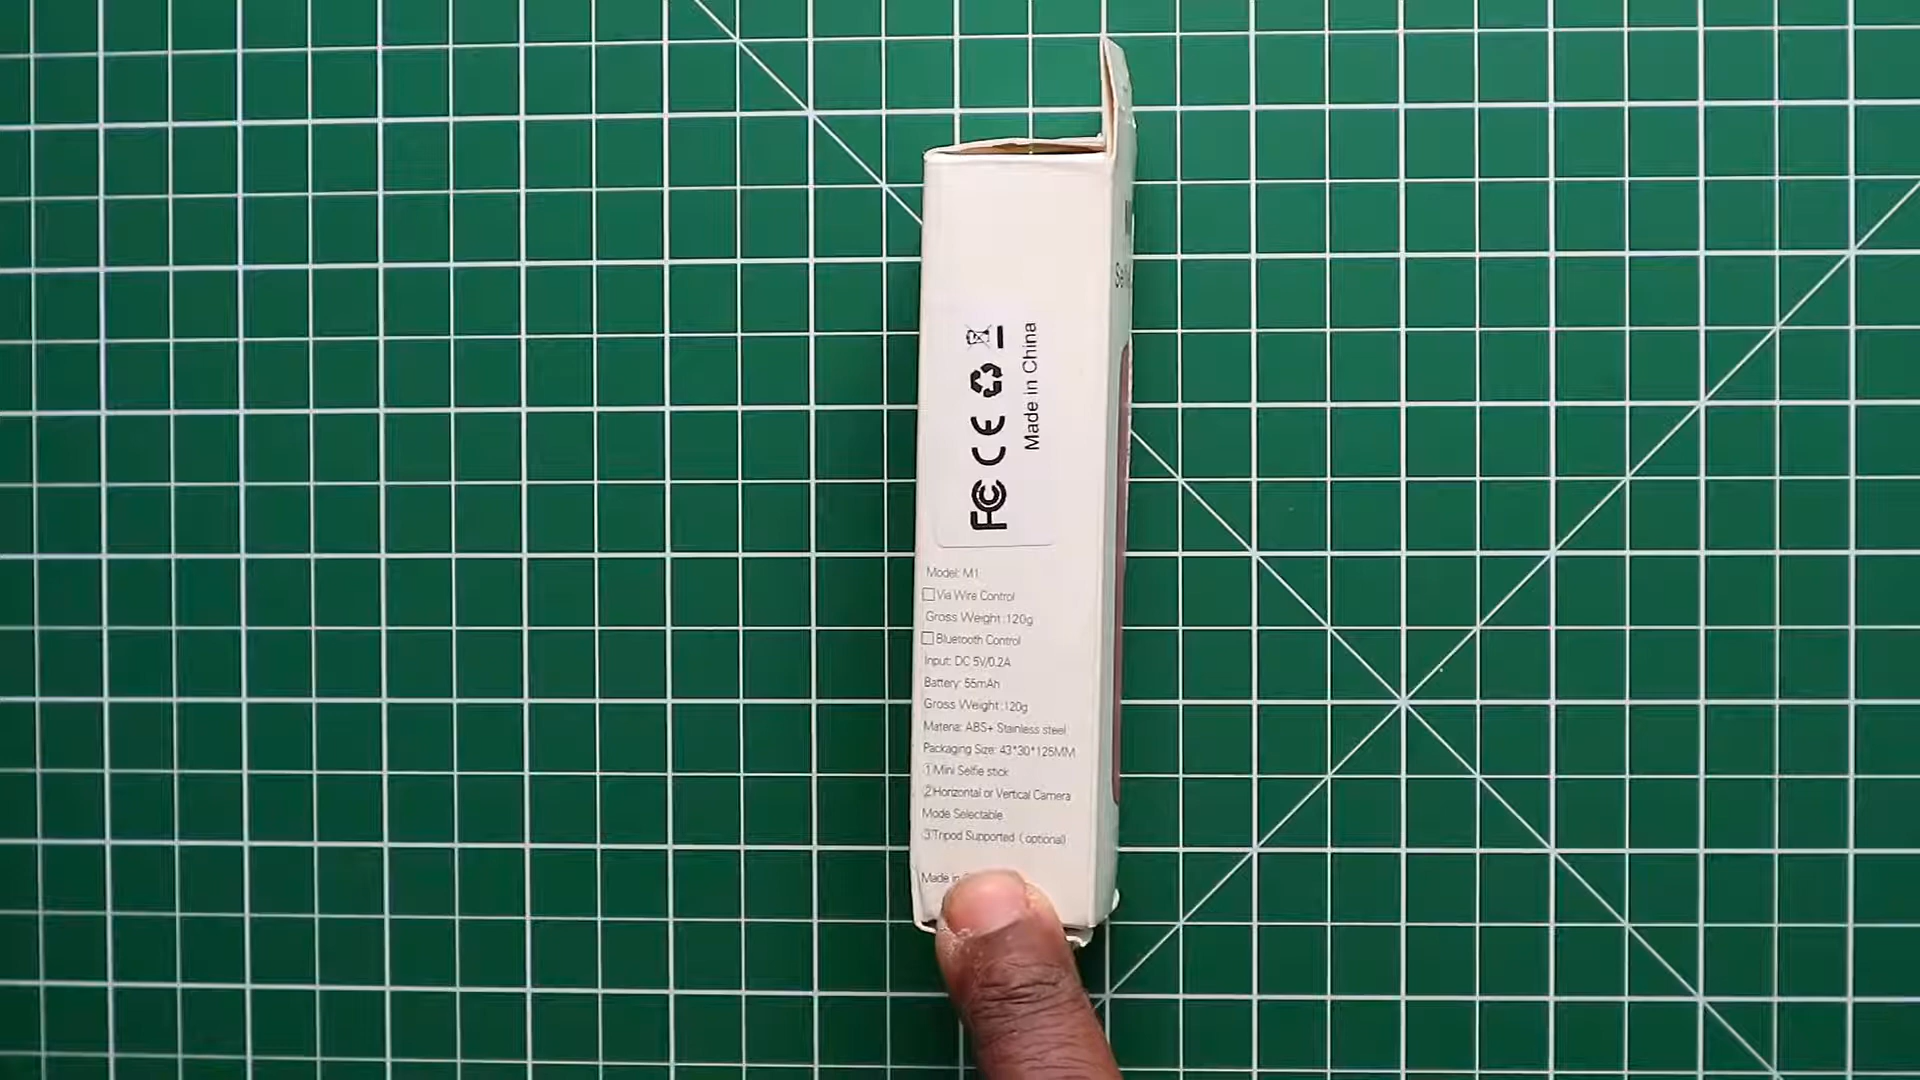 FC CE
Made in China
Model: M1
Via Wire Control
Gross Weight:120g
Bluetooth Control
Input: DC 5V/0.2A
Battery: 55mAh
Gross Weight:120g
Materia: ABS+ Stainless steel
Packaging Size: 43*30*125MM
1 Mini Selfie stick
2 Horizontal or Vertical Camera
Mode Selectable
3 Tripod Supported ( optional)
Made in